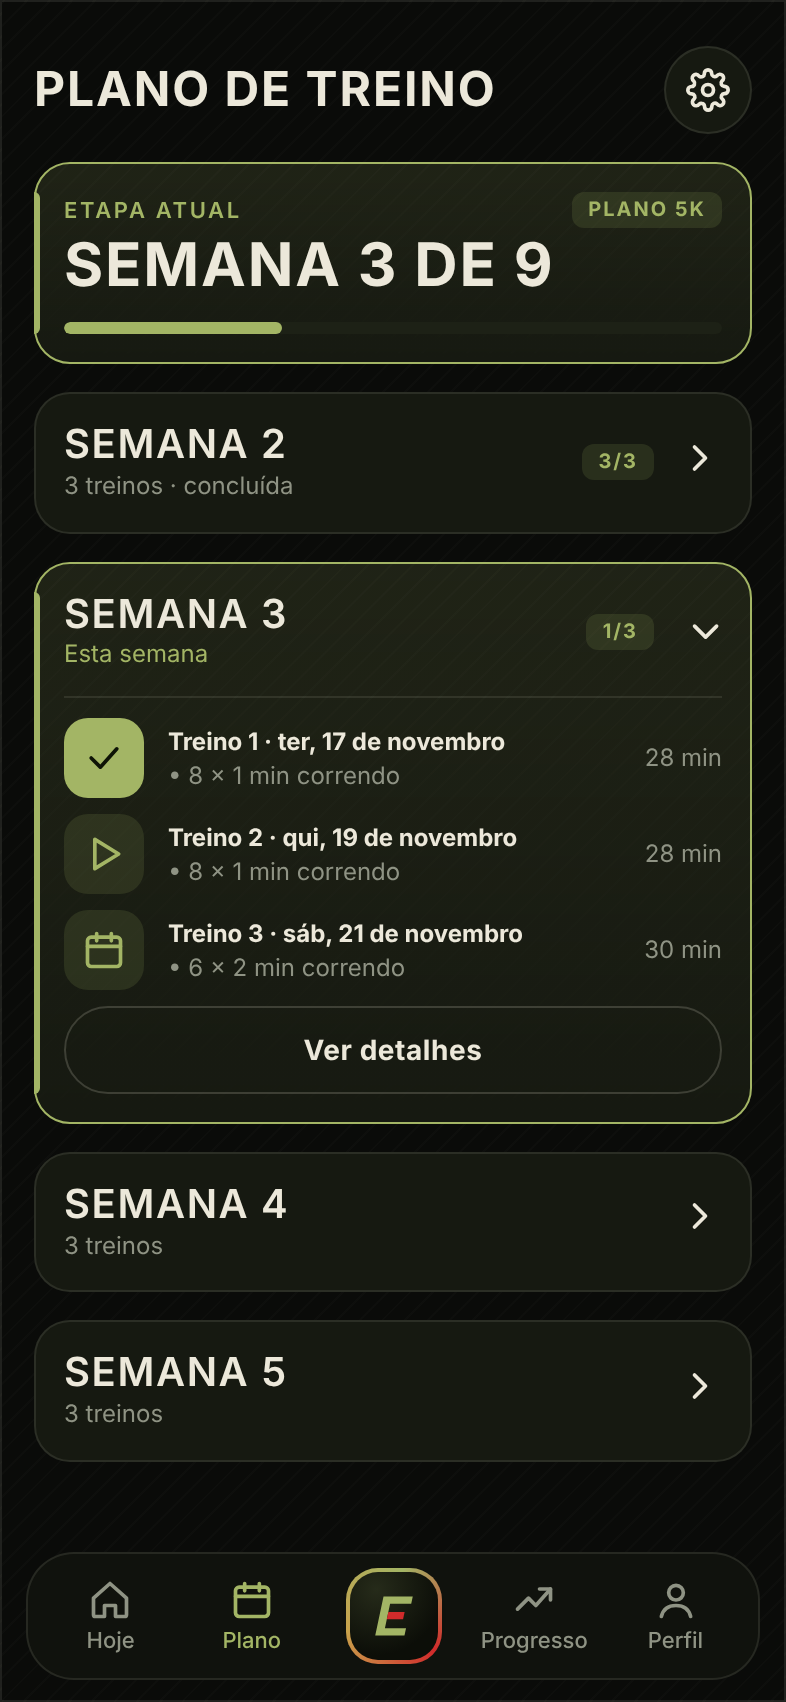 PLANO DE TREINO
ETAPA ATUAL
PLANO 5K
SEMANA 3 DE 9
SEMANA 2
3 treinos · concluída
3/3
SEMANA 3
Esta semana
1/3
Treino 1 · ter, 17 de novembro
• 8 × 1 min correndo
28 min
Treino 2 · qui, 19 de novembro
• 8 × 1 min correndo
28 min
Treino 3 · sáb, 21 de novembro
• 6 × 2 min correndo
30 min
Ver detalhes
SEMANA 4
3 treinos
SEMANA 5
3 treinos
Hoje
Plano
E
Progresso
Perfil